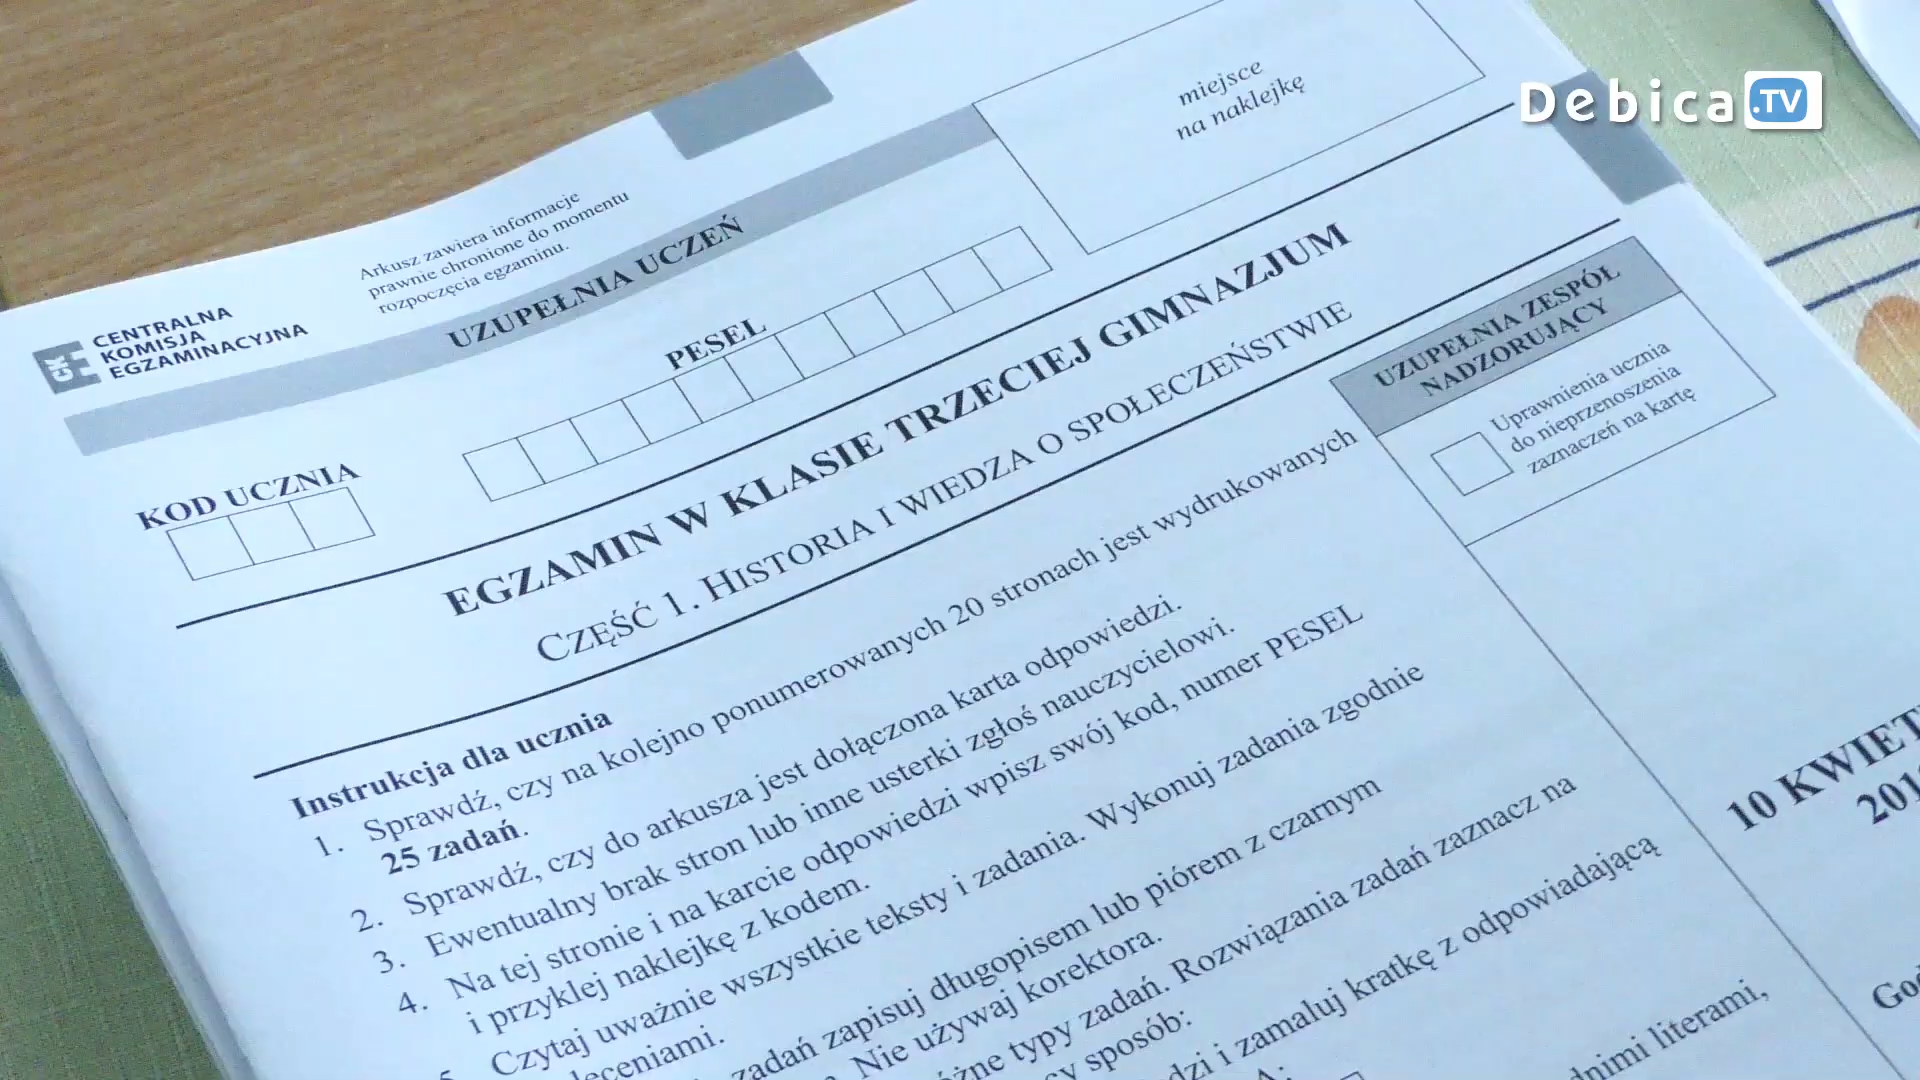 Debica.TV
miejsce
na naklejkę
Arkusz zawiera informacje
prawnie chronione do momentu
rozpoczęcia egzaminu.
CENTRALNA
KOMISJA
EGZAMINACYJNA
UZUPEŁNIA UCZEŃ
KOD UCZNIA
PESEL
EGZAMIN W KLASIE TRZECIEJ GIMNAZJUM
CZĘŚĆ 1. HISTORIA I WIEDZA O SPOŁECZEŃSTWIE
UZUPEŁNIA ZESPÓŁ
NADZORUJĄCY
Uprawnienia ucznia
do nieprzenoszenia
zaznaczeń na kartę
Instrukcja dla ucznia
1. Sprawdź, czy na kolejno ponumerowanych 20 stronach jest wydrukowanych
25 zadań.
2. Sprawdź, czy do arkusza jest dołączona karta odpowiedzi.
3. Ewentualny brak stron lub inne usterki zgłoś nauczycielowi.
4. Na tej stronie i na karcie odpowiedzi wpisz swój kod, numer PESEL
i przyklej naklejkę z kodem.
Czytaj uważnie wszystkie teksty i zadania. Wykonuj zadania zgodnie
zadań zapisuj długopisem lub piórem z czarnym
Nie używaj korektora.
typy zadań. Rozwiązania zadań zaznacz na
sposób:
i zamaluj kratkę z odpowiadającą
literami,
10